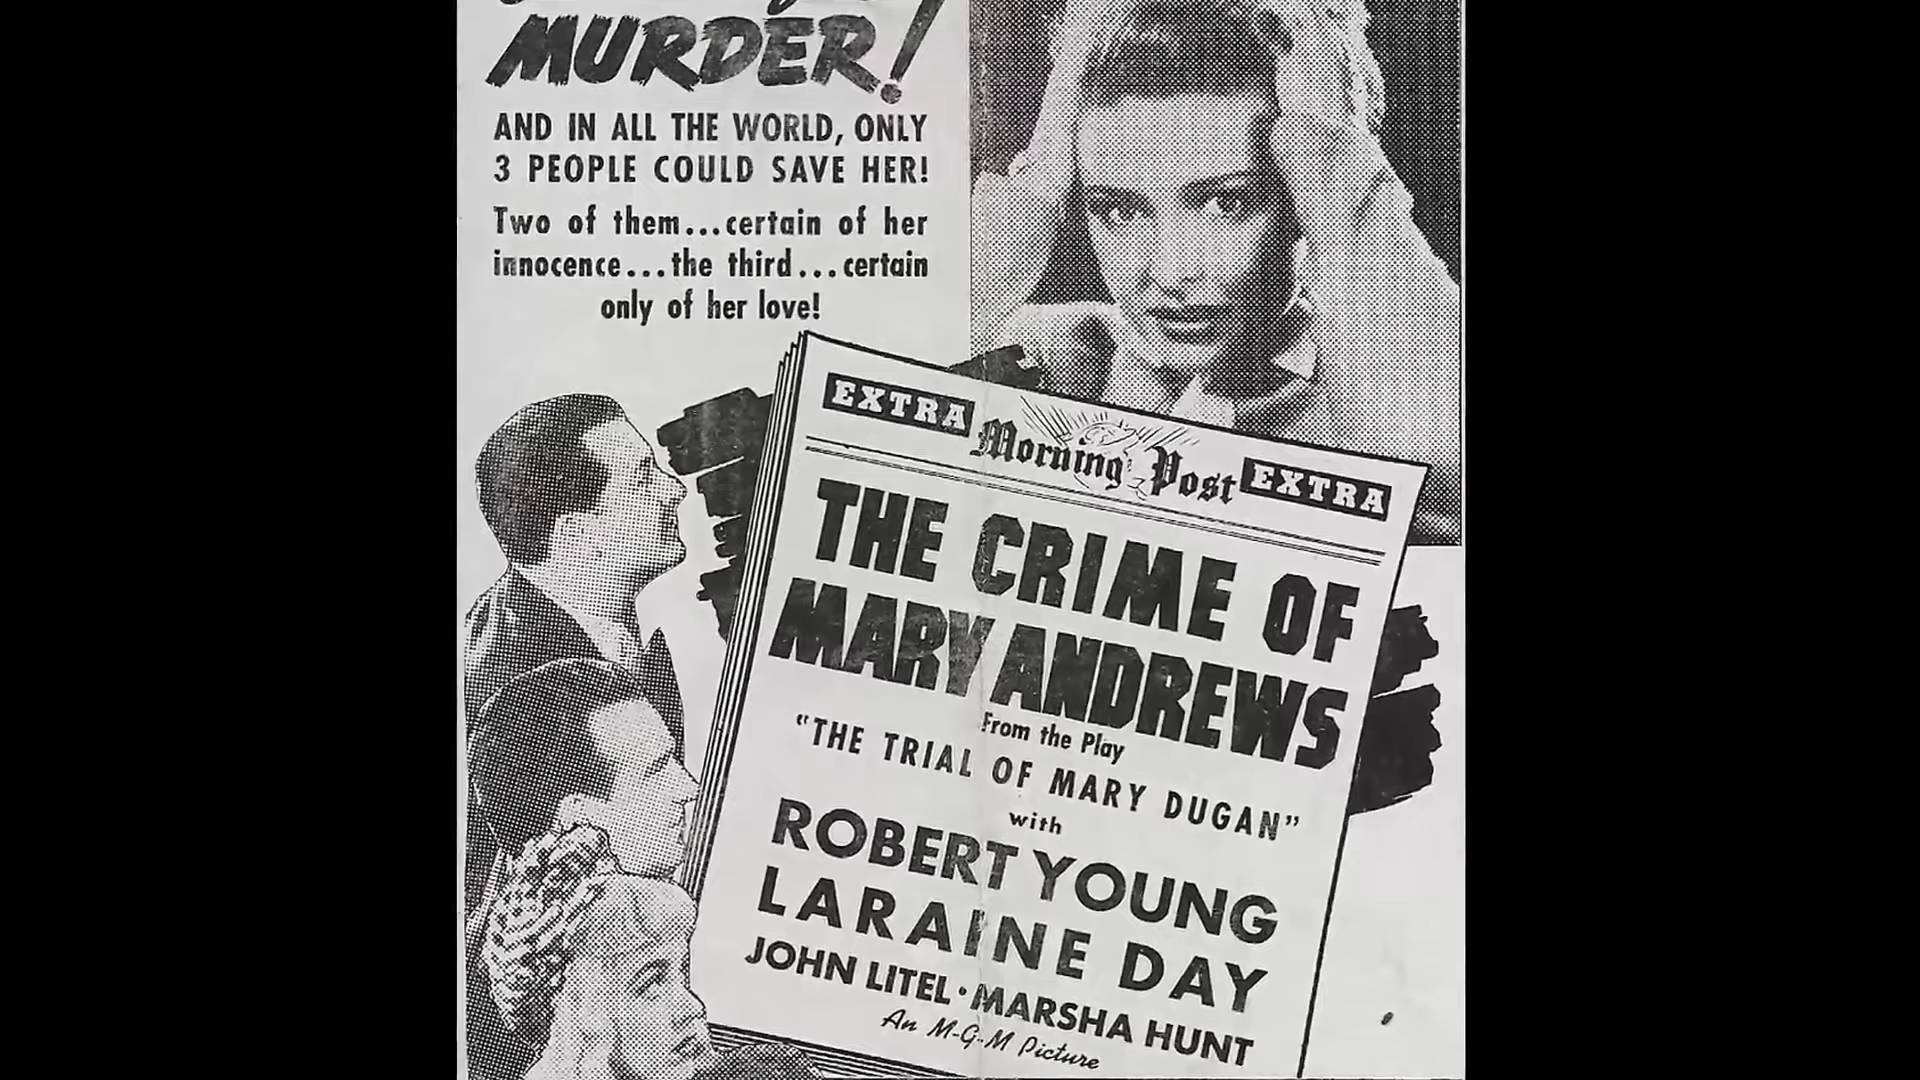 MURDER!
AND IN ALL THE WORLD, ONLY
3 PEOPLE COULD SAVE HER!
Two of them...certain of her
innocence...the third...certain
only of her love!
EXTRA Morning Post EXTRA
THE CRIME OF
MARY ANDREWS
From the Play
"THE TRIAL OF MARY DUGAN"
with
ROBERT YOUNG
LARAINE DAY
JOHN LITEL • MARSHA HUNT
An M-G-M Picture